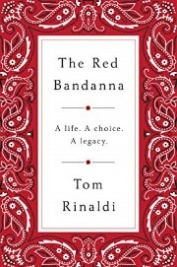 The Red
Bandanna
A life. A choice.
A legacy.
Tom
Rinaldi